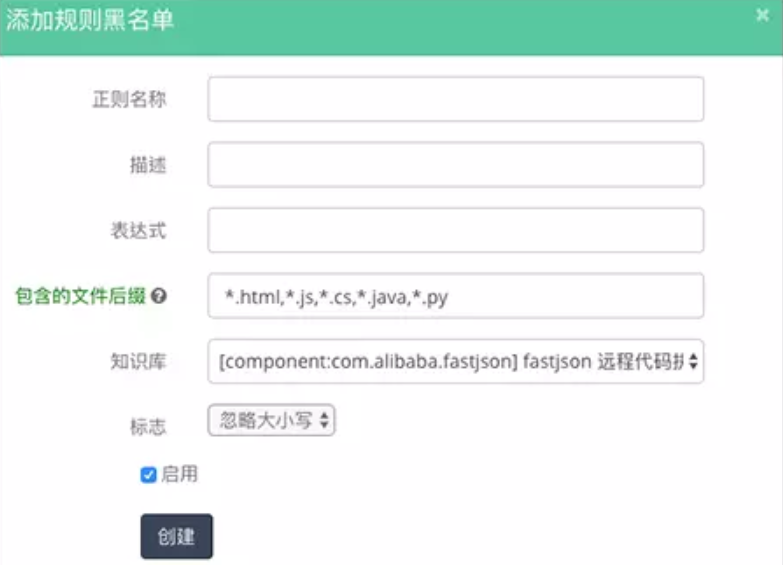 添加规则黑名单 ×
正则名称
描述
表达式
包含的文件后缀 *.html,*.js,*.cs,*.java,*.py
知识库 [component:com.alibaba.fastjson] fastjson 远程代码
标志 忽略大小写
启用
创建